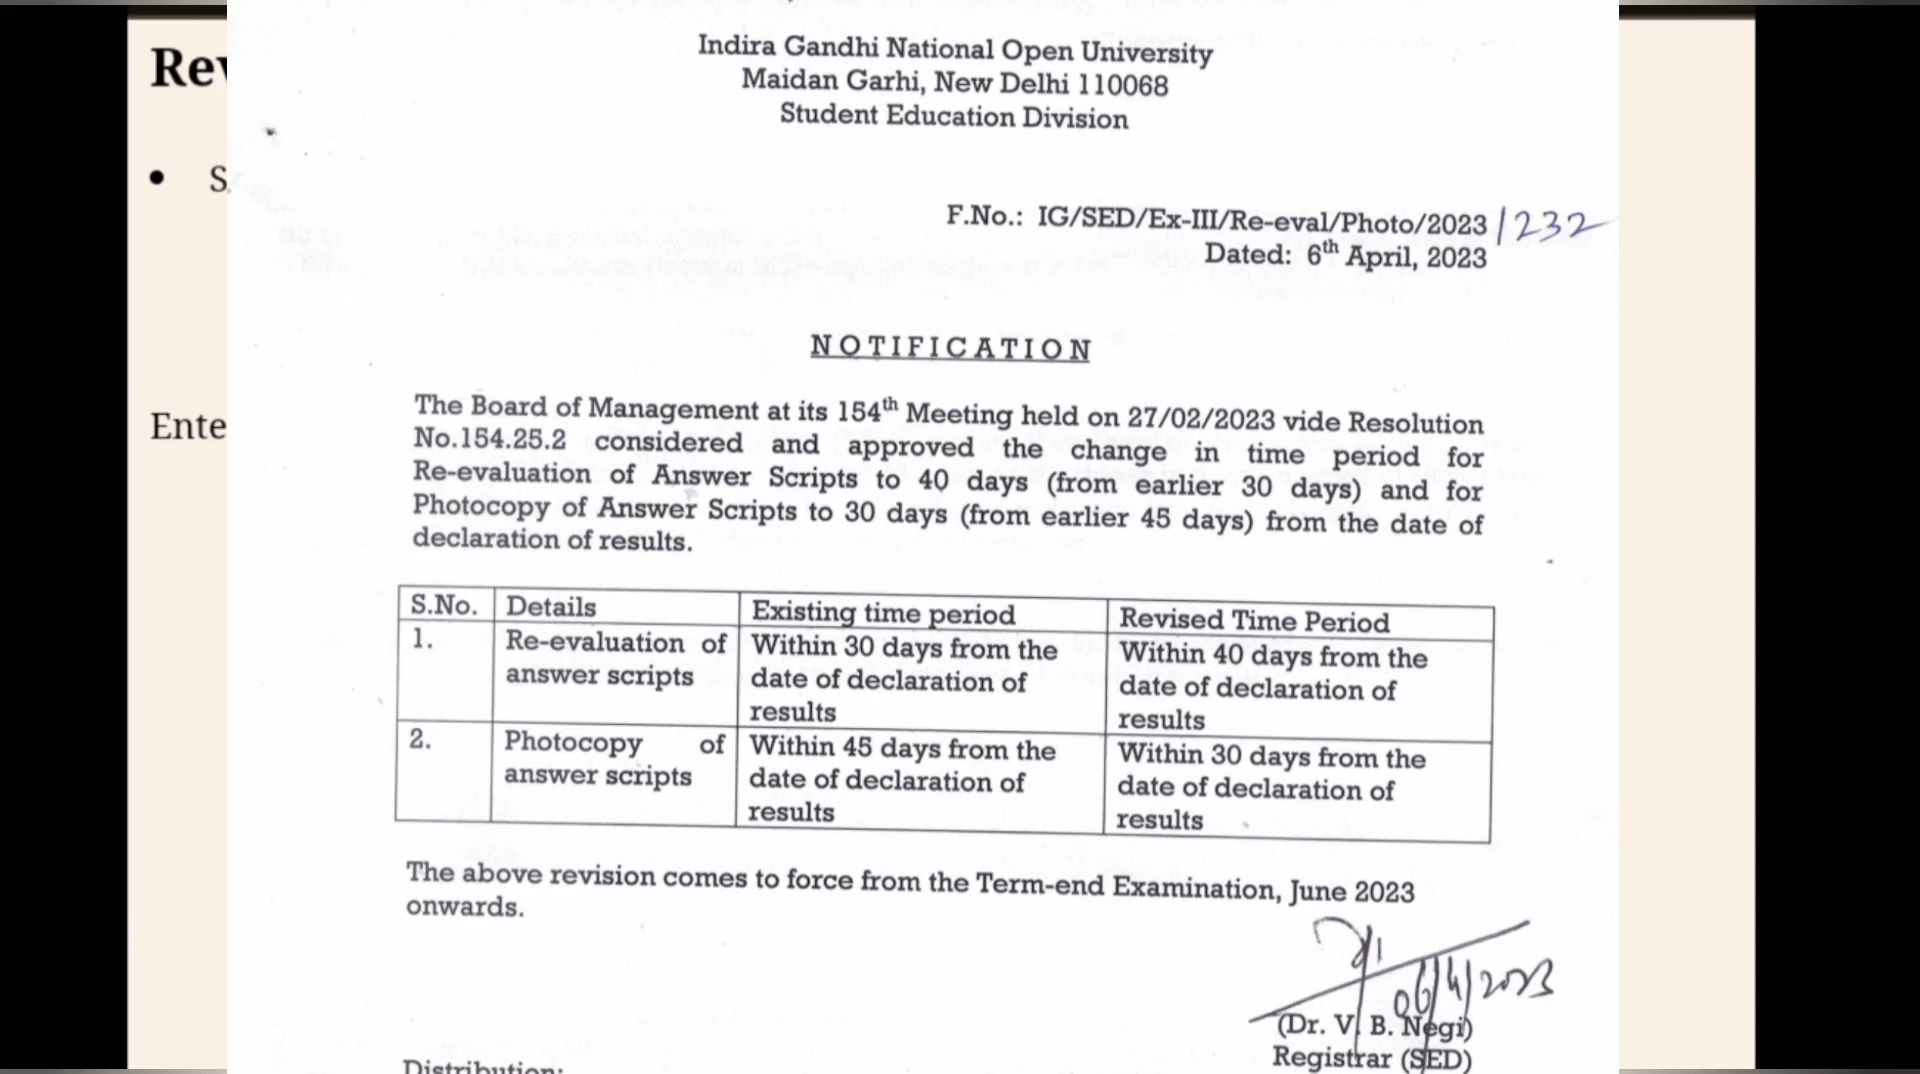 Indira Gandhi National Open University
Maidan Garhi, New Delhi 110068
Student Education Division
Rev
S
Ente
F.No.: IG/SED/Ex-III/Re-eval/Photo/2023/232
Dated: 6th April, 2023
NOTIFICATION
The Board of Management at its 154th Meeting held on 27/02/2023 vide Resolution
No.154.25.2 considered and approved the change in time period for
Re-evaluation of Answer Scripts to 40 days (from earlier 30 days) and for
Photocopy of Answer Scripts to 30 days (from earlier 45 days) from the date of
declaration of results.
S.No. Details Existing time period Revised Time Period
1. Re-evaluation of Within 30 days from the Within 40 days from the
answer scripts date of declaration of date of declaration of
results results
2. Photocopy of Within 45 days from the Within 30 days from the
answer scripts date of declaration of date of declaration of
results results
The above revision comes to force from the Term-end Examination, June 2023
onwards.
06/4/2023
(Dr. V. B. Negi)
Registrar (SED)
Distribution: